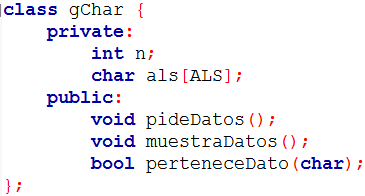 class gChar {
private:
int n;
char als[ALS];
public:
void pideDatos();
void muestraDatos();
bool perteneceDato(char);
};